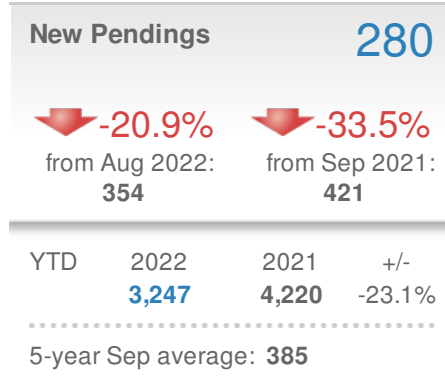 New Pendings 280
-20.9% -33.5%
from Aug 2022: from Sep 2021:
354 421
YTD 2022 2021 +/-
3,247 4,220 -23.1%
5-year Sep average: 385